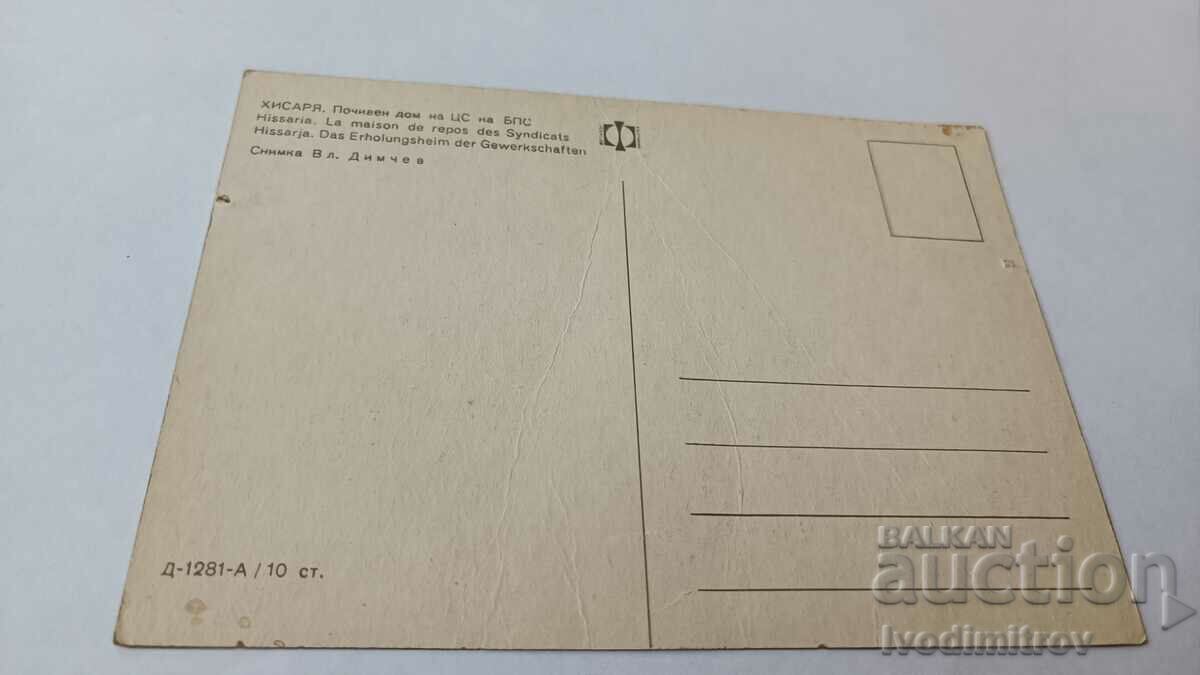 ХИСАРЯ. Почивен дом на ЦС на БПС
Hissaria. La maison de repos des Syndicats
Hissarja. Das Erholungsheim der Gewerkschaften
Снимка Вл. Димчев
Д-1281-А / 10 ст.
BALKAN
auction
Ivodimitrov